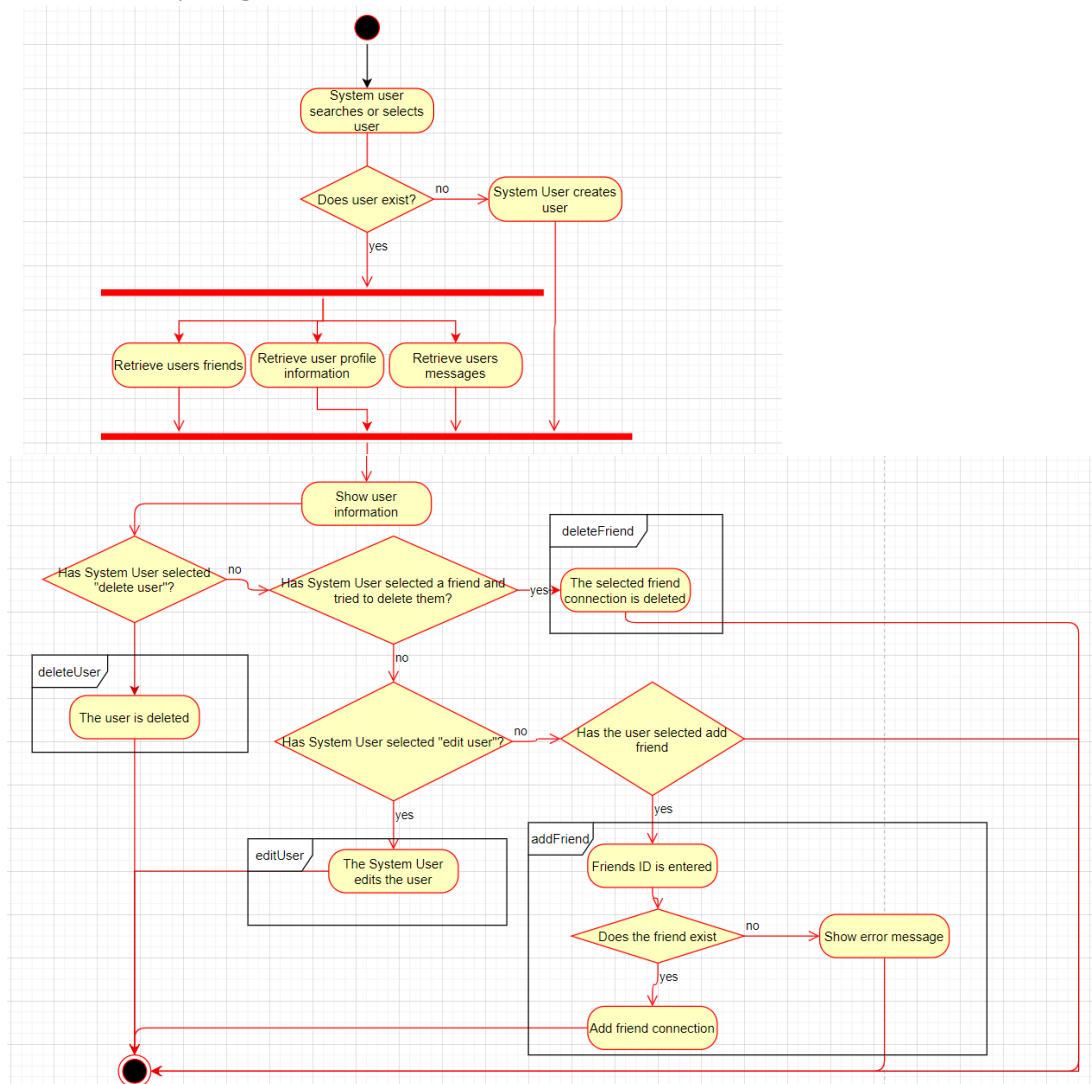 System user
searches or selects
user
Does user exist?
no
System User creates
user
yes
Retrieve users friends
Retrieve user profile
information
Retrieve users
messages
Show user
information
deleteFriend
Has System User selected
"delete user"?
no
Has System User selected a friend and
tried to delete them?
yes
The selected friend
connection is deleted
no
deleteUser
The user is deleted
Has System User selected "edit user"?
no
Has the user selected add
friend
yes
yes
editUser
The System User
edits the user
addFriend
Friends ID is entered
Does the friend exist
no
Show error message
yes
Add friend connection